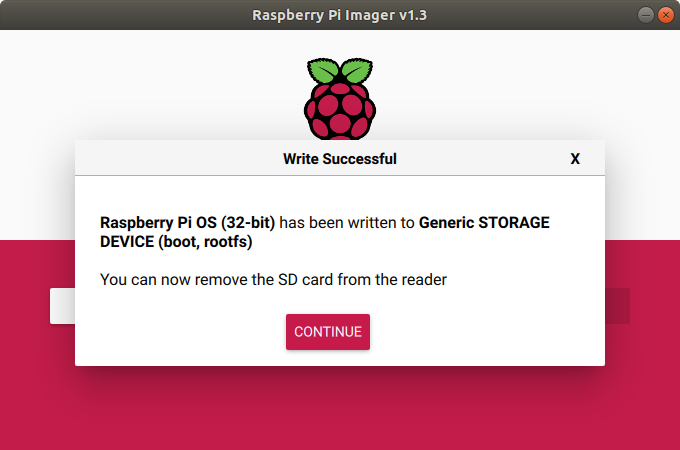 Raspberry Pi Imager v1.3
Write Successful X
Raspberry Pi OS (32-bit) has been written to Generic STORAGE
DEVICE (boot, rootfs)
You can now remove the SD card from the reader
CONTINUE